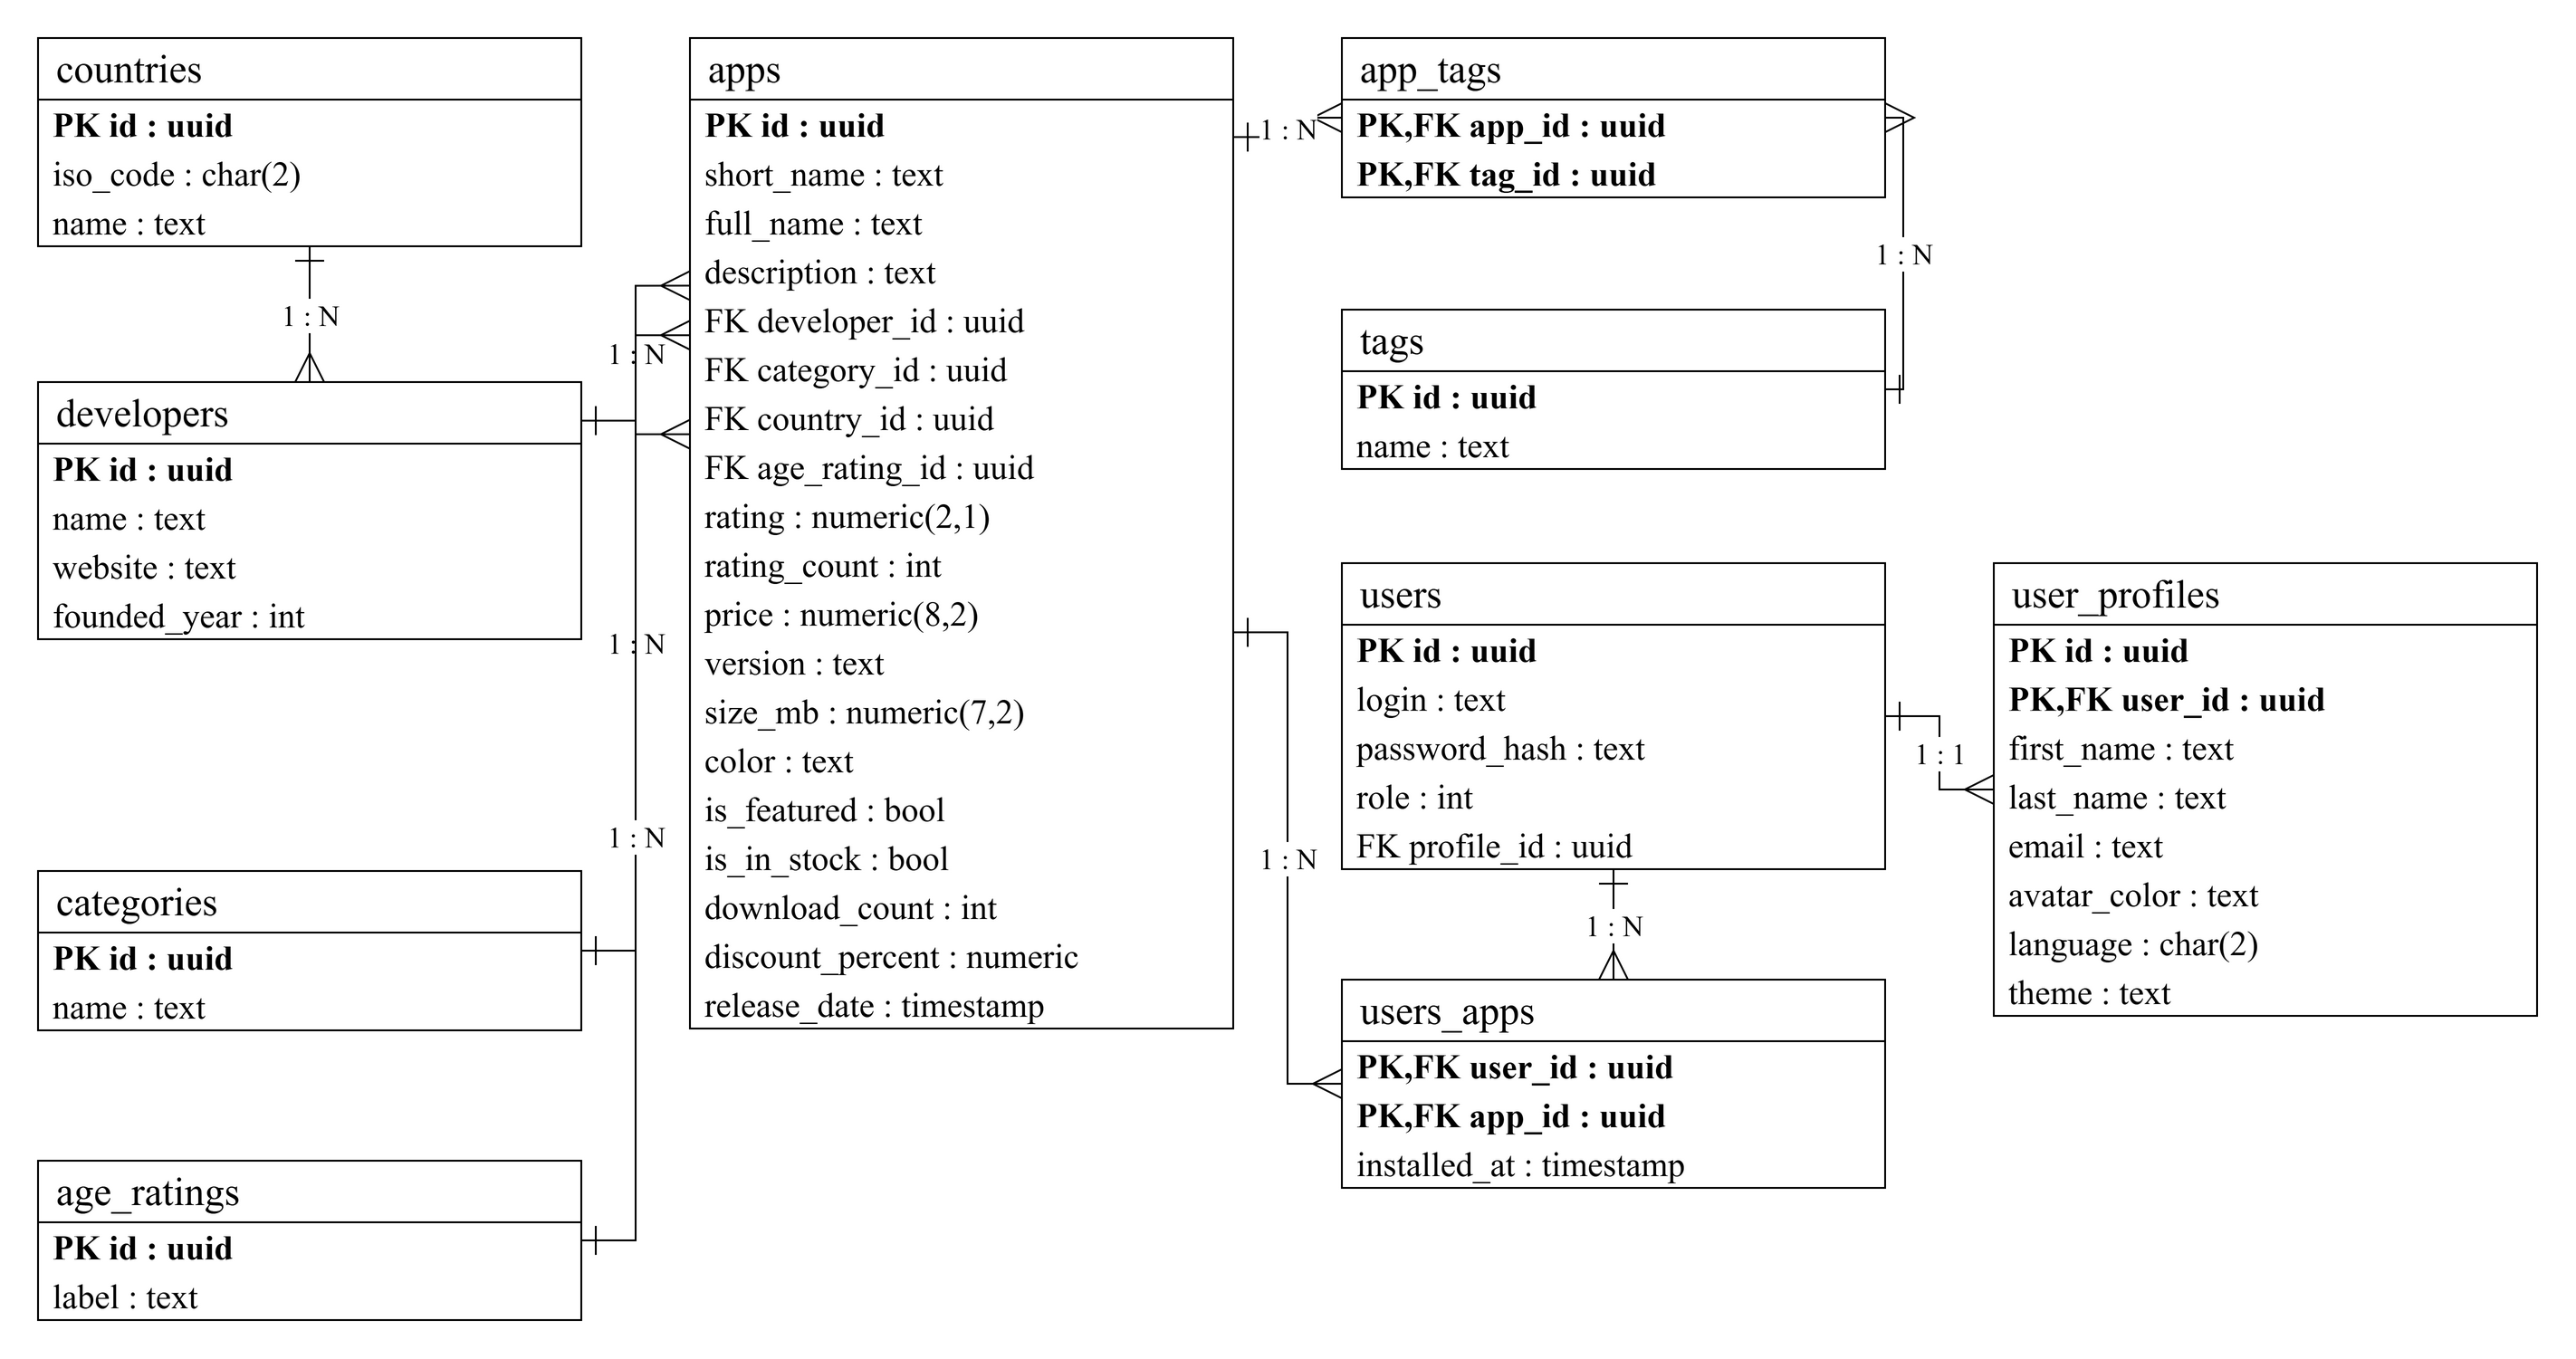 countries
PK id : uuid
iso_code : char(2)
name : text
1 : N
developers
PK id : uuid
name : text
website : text
founded_year : int
categories
PK id : uuid
name : text
age_ratings
PK id : uuid
label : text
1 : N
1 : N
1 : N
apps
PK id : uuid
short_name : text
full_name : text
description : text
FK developer_id : uuid
FK category_id : uuid
FK country_id : uuid
FK age_rating_id : uuid
rating : numeric(2,1)
rating_count : int
price : numeric(8,2)
version : text
size_mb : numeric(7,2)
color : text
is_featured : bool
is_in_stock : bool
download_count : int
discount_percent : numeric
release_date : timestamp
1 : N
1 : N
app_tags
PK,FK app_id : uuid
PK,FK tag_id : uuid
1 : N
tags
PK id : uuid
name : text
users
PK id : uuid
login : text
password_hash : text
role : int
FK profile_id : uuid
1 : N
users_apps
PK,FK user_id : uuid
PK,FK app_id : uuid
installed_at : timestamp
1 : 1
user_profiles
PK id : uuid
PK,FK user_id : uuid
first_name : text
last_name : text
email : text
avatar_color : text
language : char(2)
theme : text